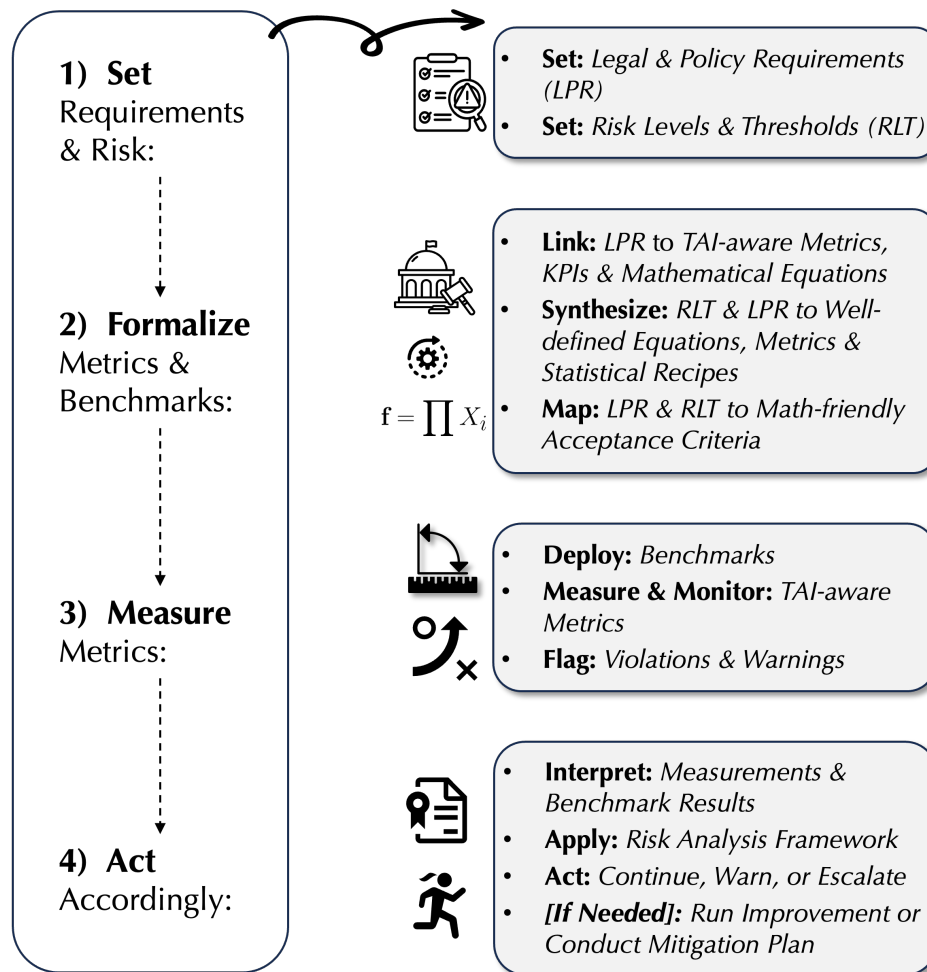 1) Set
Requirements
& Risk:
• Set: Legal & Policy Requirements
(LPR)
• Set: Risk Levels & Thresholds (RLT)
2) Formalize
Metrics &
Benchmarks:
f = ∏ X_i
• Link: LPR to TAI-aware Metrics,
KPIs & Mathematical Equations
• Synthesize: RLT & LPR to Well-
defined Equations, Metrics &
Statistical Recipes
• Map: LPR & RLT to Math-friendly
Acceptance Criteria
3) Measure
Metrics:
• Deploy: Benchmarks
• Measure & Monitor: TAI-aware
Metrics
• Flag: Violations & Warnings
4) Act
Accordingly:
• Interpret: Measurements &
Benchmark Results
• Apply: Risk Analysis Framework
• Act: Continue, Warn, or Escalate
• [If Needed]: Run Improvement or
Conduct Mitigation Plan